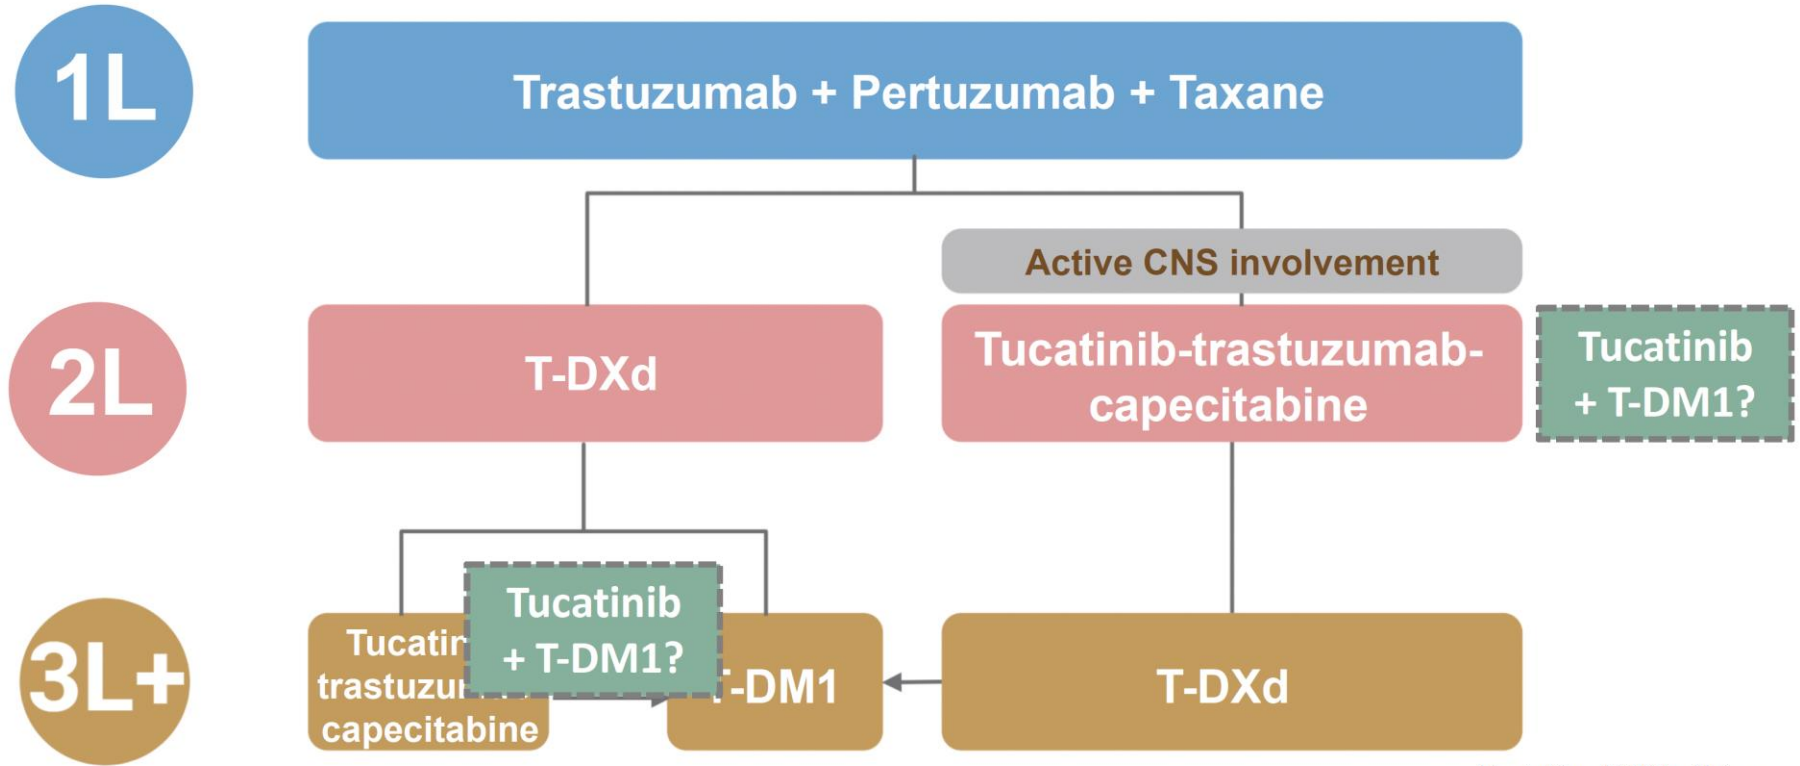 1L
Trastuzumab + Pertuzumab + Taxane
Active CNS involvement
2L
T-DXd
Tucatinib-trastuzumab-
capecitabine
Tucatinib
+ T-DM1?
3L+
capecitabine
Tucatinib
+ T-DM1?
-DM1
T-DXd